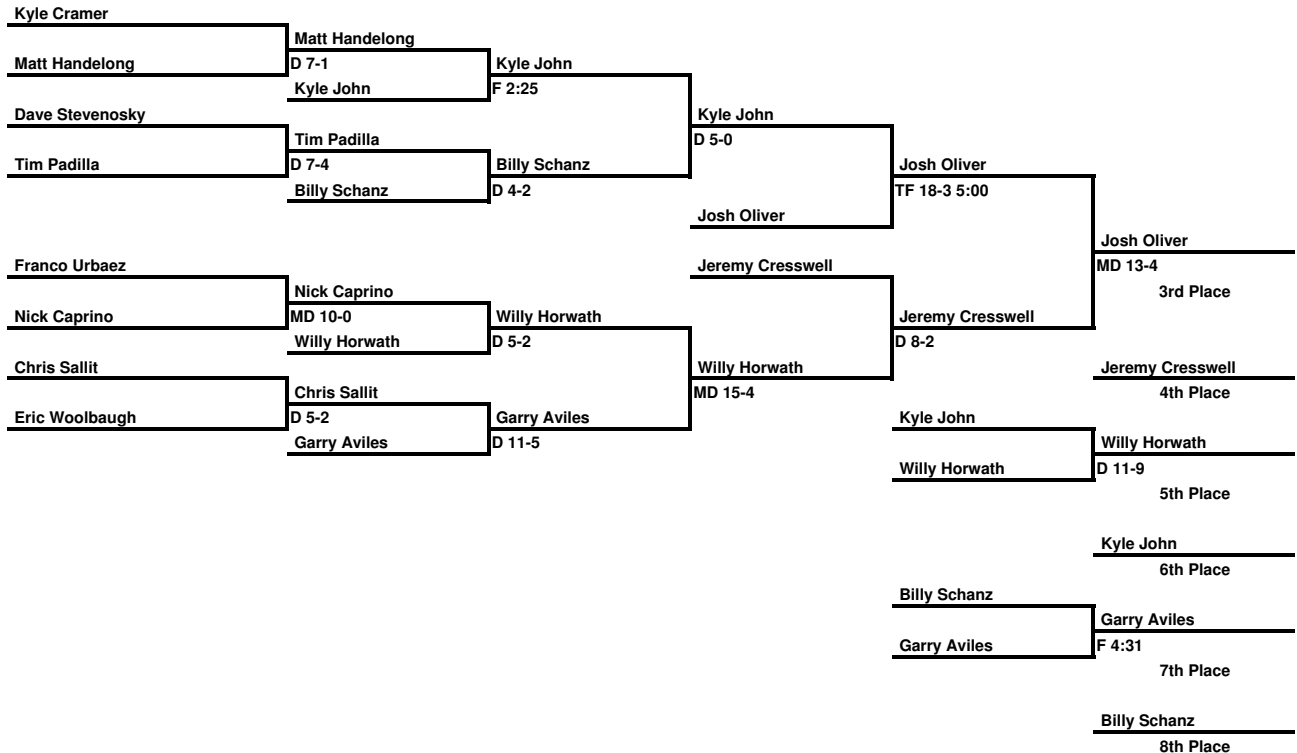 Kyle Cramer
Matt Handelong
Matt Handelong
D 7-1
Kyle John
Kyle John
F 2:25
Dave Stevenosky
Kyle John
D 5-0
Tim Padilla
Tim Padilla
D 7-4
Billy Schanz
Josh Oliver
Billy Schanz
D 4-2
TF 18-3 5:00
Josh Oliver
Josh Oliver
MD 13-4
3rd Place
Franco Urbaez
Jeremy Cresswell
Nick Caprino
Nick Caprino
MD 10-0
Willy Horwath
Jeremy Cresswell
Willy Horwath
D 5-2
D 8-2
Chris Sallit
Willy Horwath
MD 15-4
Jeremy Cresswell
4th Place
Chris Sallit
Eric Woolbaugh
D 5-2
Garry Aviles
Kyle John
Garry Aviles
D 11-5
Willy Horwath
Willy Horwath
D 11-9
5th Place
Kyle John
6th Place
Billy Schanz
Garry Aviles
Garry Aviles
F 4:31
7th Place
Billy Schanz
8th Place